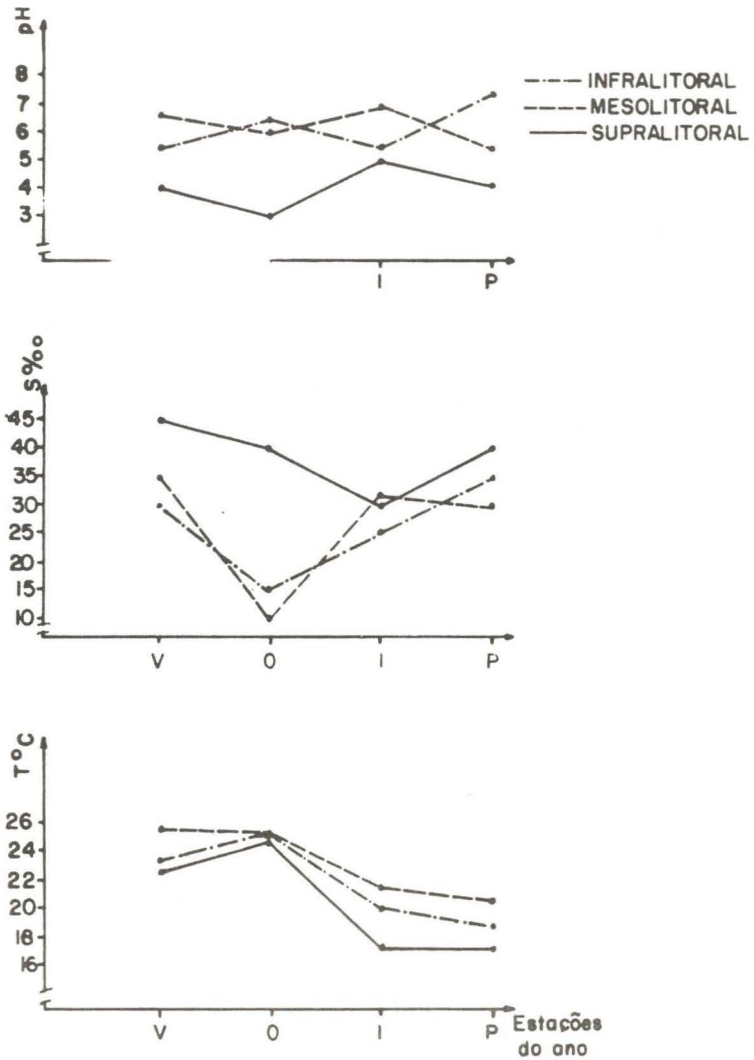 pH
8
7
6
5
4
3
I P
INFRALITORAL
MESOLITORAL
SUPRALITORAL
S‰
45
40
35
30
25
20
15
10
V O I P
T°C
26
24
22
20
18
16
V O I P
Estações
do ano